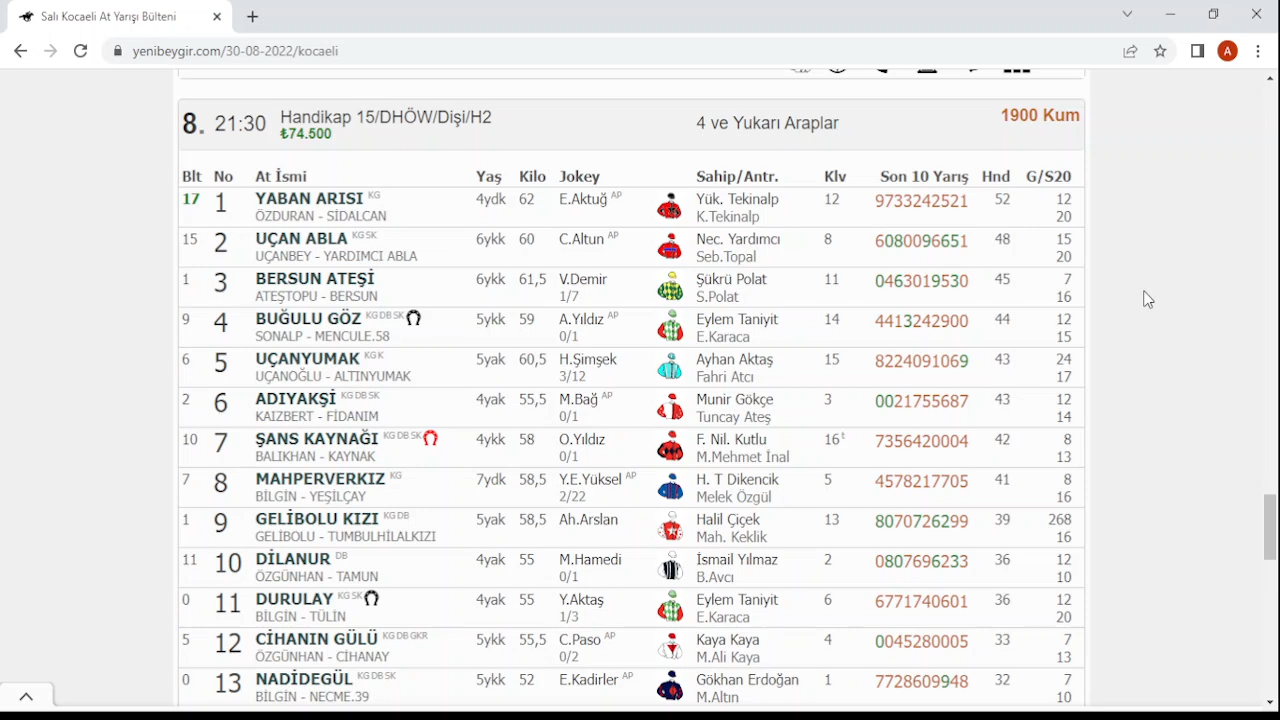 Salı Kocaeli At Yarışı Bülteni
yenibeygir.com/30-08-2022/kocaeli
A
8. 21:30 Handikap 15/DHÖW/Dişi/H2 4 ve Yukarı Araplar 1900 Kum
₺74.500
Blt No At İsmi Yaş Kilo Jokey Sahip/Antr. Klv Son 10 Yarış Hnd G/S20
17 1 YABAN ARISI KG 4ydk 62 E.Aktuğ AP Yük. Tekinalp 12 9733242521 52 12
ÖZDURAN - SİDALCAN K.Tekinalp 20
15 2 UÇAN ABLA KG SK 6ykk 60 C.Altun AP Nec. Yardımcı 8 6080096651 48 15
UÇANBEY - YARDIMCI ABLA Seb.Topal 20
1 3 BERSUN ATEŞİ 6ykk 61,5 V.Demir Şükrü Polat 11 0463019530 45 7
ATEŞTOPU - BERSUN 1/7 S.Polat 16
9 4 BUĞULU GÖZ KG DB SK 5ykk 59 A.Yıldız AP Eylem Taniyit 14 4413242900 44 12
SONALP - MENCULE.58 0/1 E.Karaca 15
6 5 UÇANYUMAK KG K 5yak 60,5 H.Şimşek Ayhan Aktaş 15 8224091069 43 24
UÇANOĞLU - ALTINYUMAK 3/12 Fahri Atcı 17
2 6 ADIYAKŞİ KG DB SK 4yak 55,5 M.Bağ AP Munir Gökçe 3 0021755687 43 12
KAIZBERT - FİDANIM 0/1 Tuncay Ateş 14
10 7 ŞANS KAYNAĞI KG DB SK 4ykk 58 O.Yıldız F. Nil. Kutlu 16t 7356420004 42 8
BALIKHAN - KAYNAK 0/1 M.Mehmet İnal 13
7 8 MAHPERVERKIZ KG 7ydk 58,5 Y.E.Yüksel AP H. T Dikencik 5 4578217705 41 8
BİLGİN - YEŞİLÇAY 2/22 Melek Özgül 16
1 9 GELİBOLU KIZI KG DB 5yak 58,5 Ah.Arslan Halil Çiçek 13 8070726299 39 268
GELİBOLU - TUMBULHİLALKIZI Mah. Keklik 16
11 10 DİLANUR DB 4yak 55 M.Hamedi İsmail Yılmaz 2 0807696233 36 12
ÖZGÜNHAN - TAMUN 0/1 B.Avcı 10
0 11 DURULAY KG SK 4yak 55 Y.Aktaş Eylem Taniyit 6 6771740601 36 12
BİLGİN - TÜLİN 1/3 E.Karaca 20
5 12 CİHANIN GÜLÜ KG DB GKR 5ykk 55,5 C.Paso AP Kaya Kaya 4 0045280005 33 7
ÖZGÜNHAN - CİHANAY 0/2 M.Ali Kaya 13
0 13 NADİDEGÜL KG DB SK 5ykk 52 E.Kadirler AP Gökhan Erdoğan 1 7728609948 32 7
BİLGİN - NECME.39 M.Altın 10